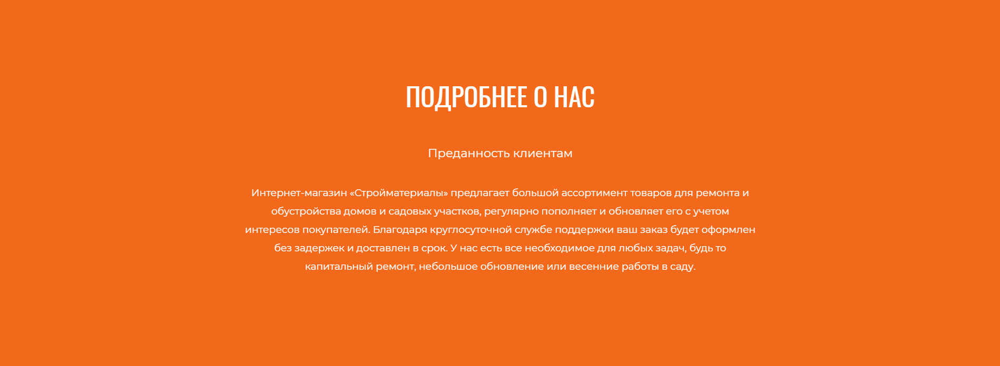 ПОДРОБНЕЕ О НАС
Преданность клиентам
Интернет-магазин «Стройматериалы» предлагает большой ассортимент товаров для ремонта и
обустройства домов и садовых участков, регулярно пополняет и обновляет его с учетом
интересов покупателей. Благодаря круглосуточной службе поддержки ваш заказ будет оформлен
без задержек и доставлен в срок. У нас есть все необходимое для любых задач, будь то
капитальный ремонт, небольшое обновление или весенние работы в саду.